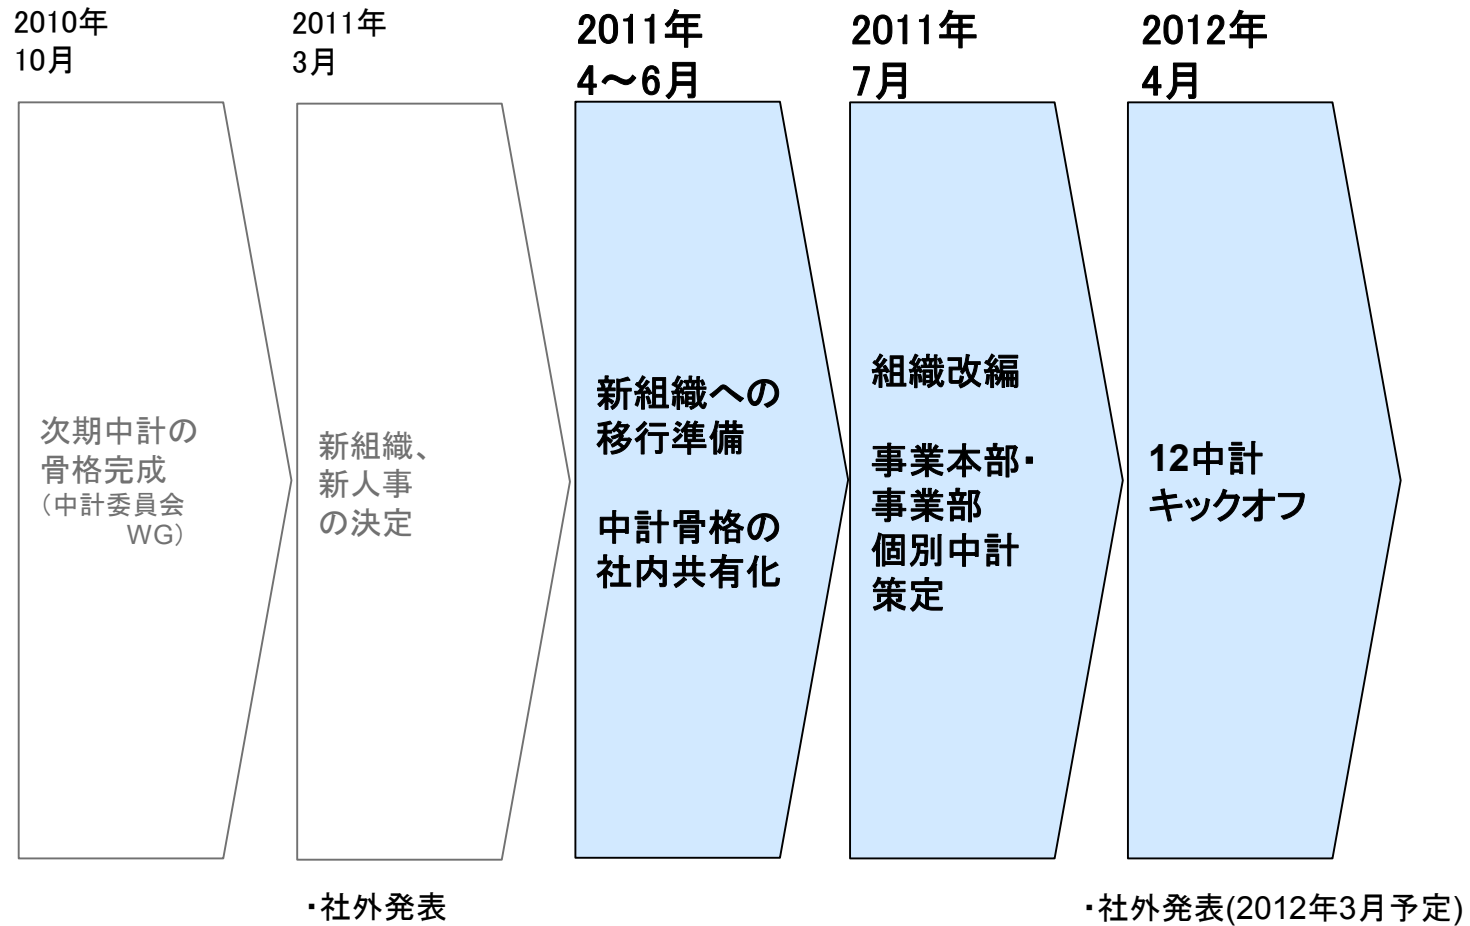 2010年
10月
2011年
3月
2011年
4～6月
2011年
7月
2012年
4月
次期中計の
骨格完成
（中計委員会
WG）
新組織、
新人事
の決定
新組織への
移行準備
中計骨格の
社内共有化
組織改編
事業本部・
事業部
個別中計
策定
12中計
キックオフ
・社外発表
・社外発表(2012年3月予定)